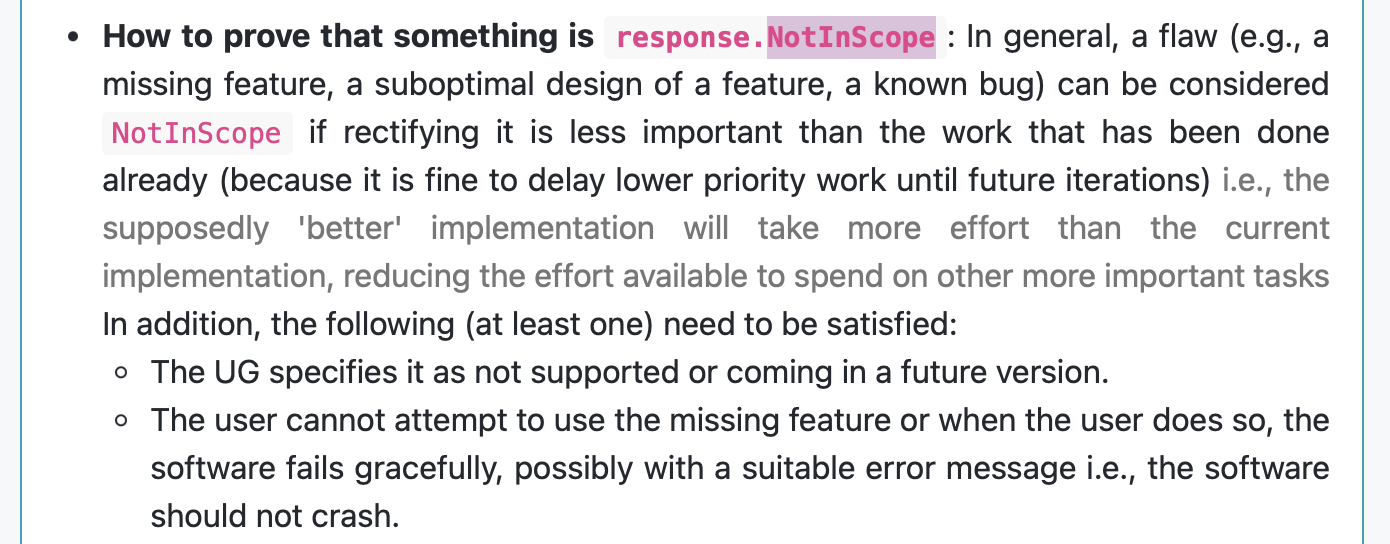 • How to prove that something is response.NotInScope : In general, a flaw (e.g., a
missing feature, a suboptimal design of a feature, a known bug) can be considered
NotInScope if rectifying it is less important than the work that has been done
already (because it is fine to delay lower priority work until future iterations) i.e., the
supposedly 'better' implementation will take more effort than the current
implementation, reducing the effort available to spend on other more important tasks
In addition, the following (at least one) need to be satisfied:
◦ The UG specifies it as not supported or coming in a future version.
◦ The user cannot attempt to use the missing feature or when the user does so, the
software fails gracefully, possibly with a suitable error message i.e., the software
should not crash.